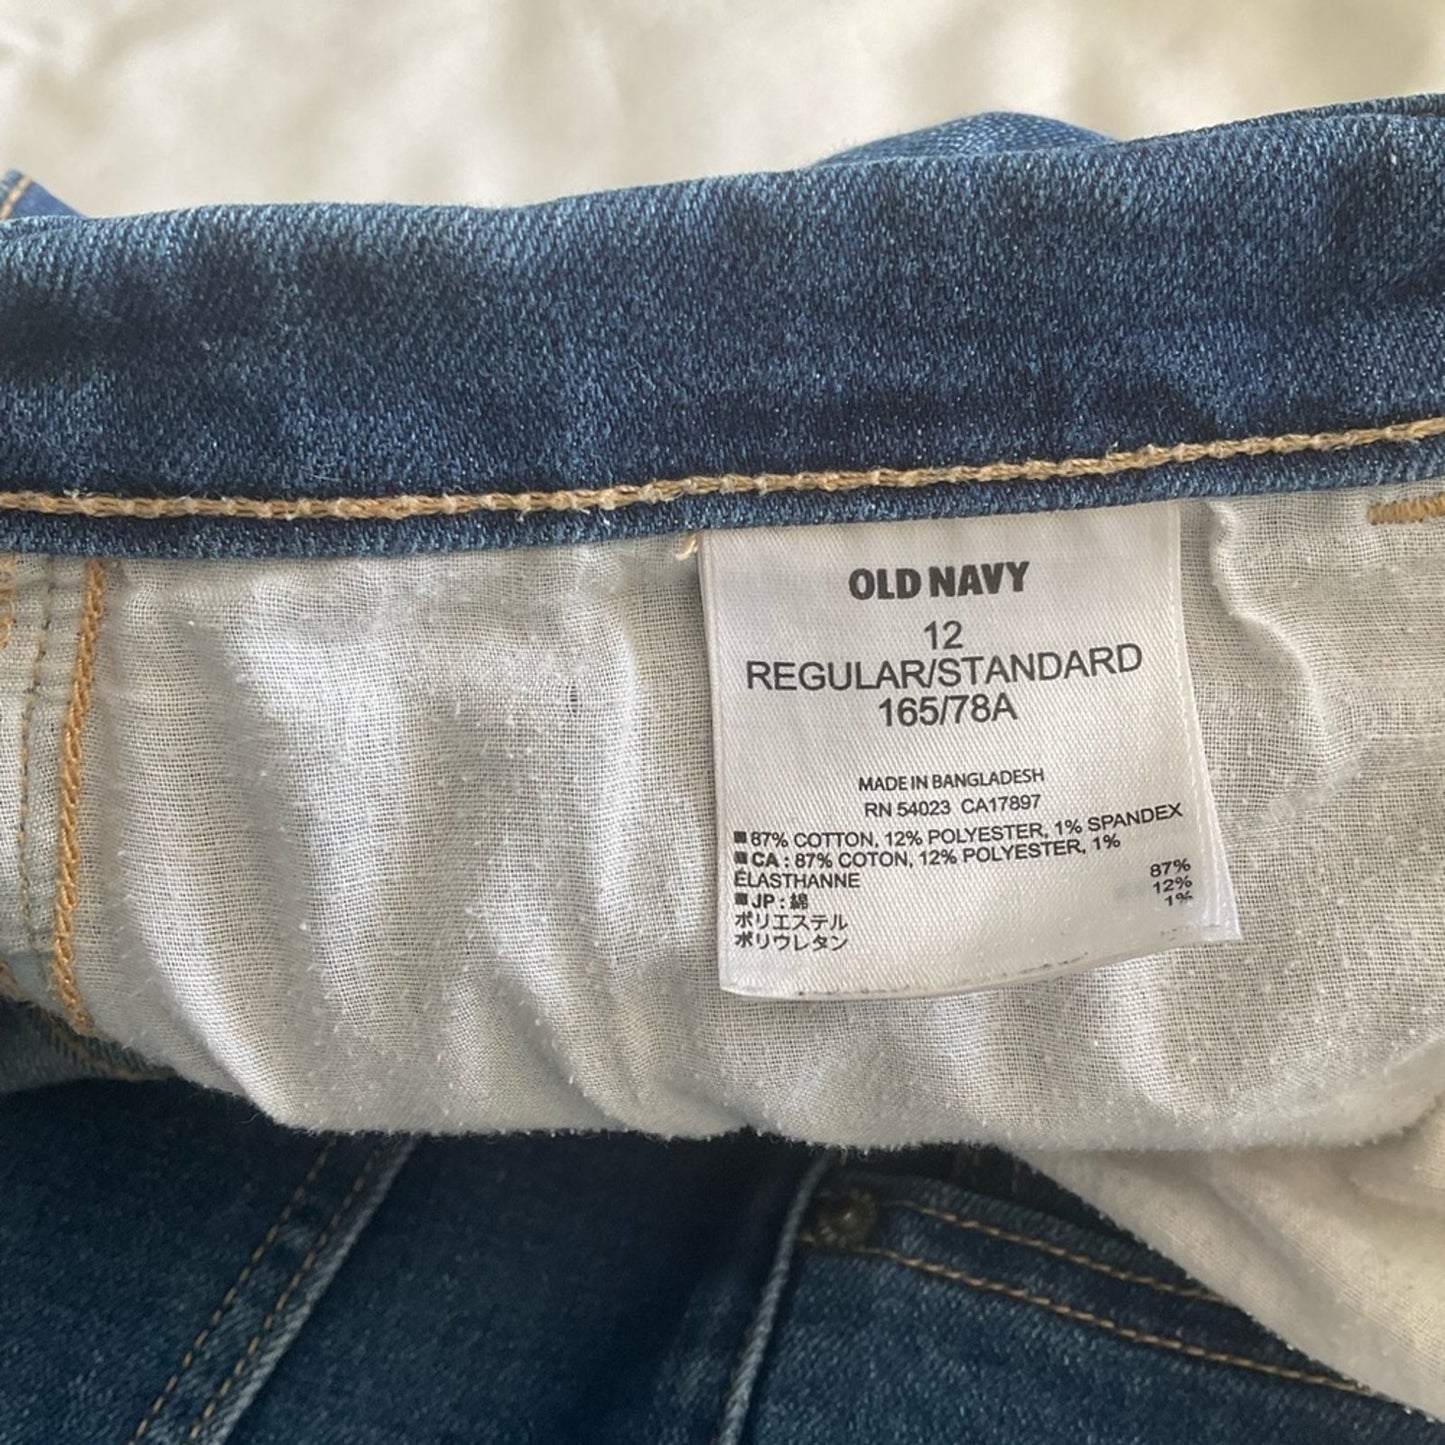 OLD NAVY
12
REGULAR/STANDARD
165/78A
MADE IN BANGLADESH
RN 54023 CA17897
■ 87% COTTON, 12% POLYESTER, 1% SPANDEX
■ CA : 87% COTON, 12% POLYESTER, 1%
ÉLASTHANNE
■ JP : 綿 87%
ポリエステル 12%
ポリウレタン 1%